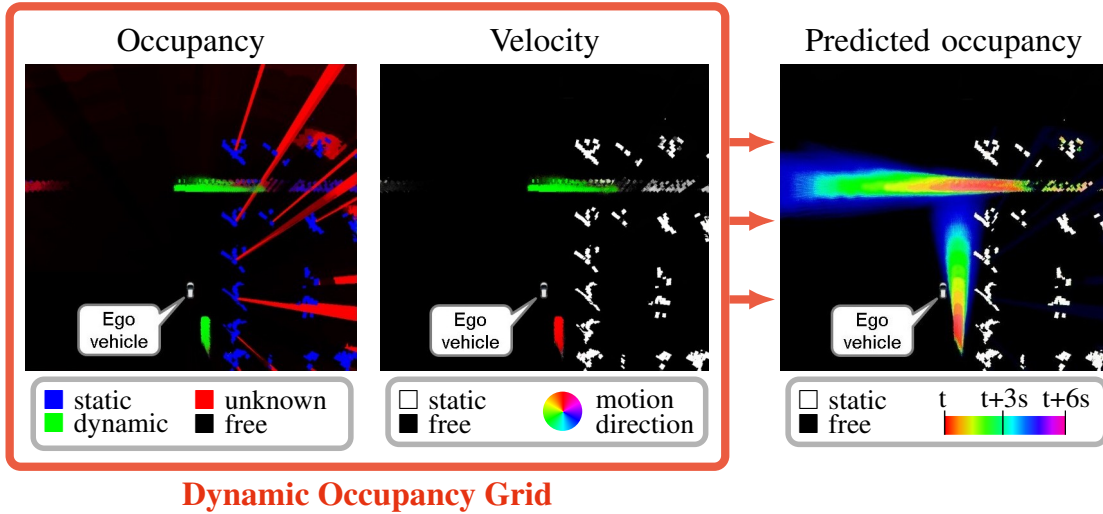 Occupancy
Velocity
Predicted occupancy
Ego
vehicle
Ego
vehicle
Ego
vehicle
static
unknown
dynamic
free
static
free
motion
direction
static
free
t
t+3s
t+6s
Dynamic Occupancy Grid